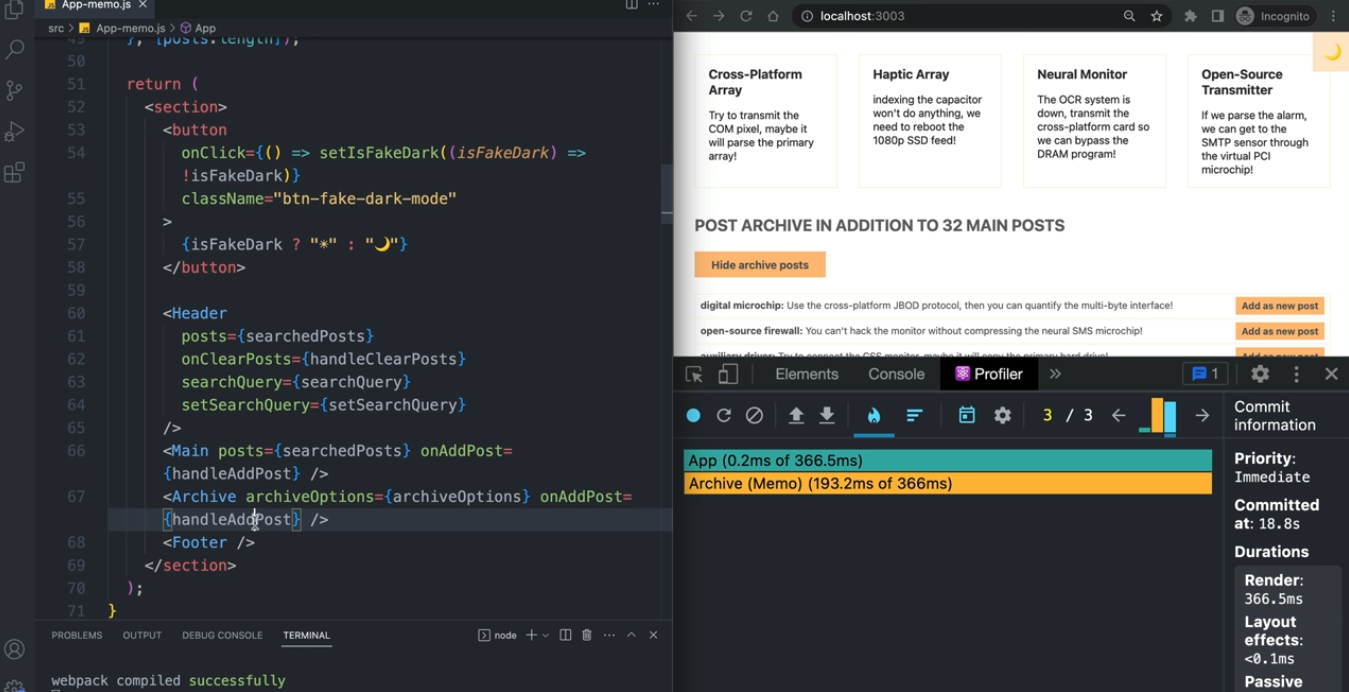 App-memo.js
src > App-memo.js > App
49 }, [posts.length]);
50
51 return (
52 <section>
53 <button
54 onClick={() => setIsFakeDark((isFakeDark) =>
!isFakeDark)}
55 className="btn-fake-dark-mode"
56 >
57 {isFakeDark ? "☀" : "🌙"}
58 </button>
59
60 <Header
61 posts={searchedPosts}
62 onClearPosts={handleClearPosts}
63 searchQuery={searchQuery}
64 setSearchQuery={setSearchQuery}
65 />
66 <Main posts={searchedPosts} onAddPost=
{handleAddPost} />
67 <Archive archiveOptions={archiveOptions} onAddPost=
{handleAddPost} />
68 <Footer />
69 </section>
70 );
71 }
PROBLEMS OUTPUT DEBUG CONSOLE TERMINAL node
webpack compiled successfully
localhost:3003 Incognito
Cross-Platform
Array
Try to transmit the
COM pixel, maybe it
will parse the primary
array!
Haptic Array
indexing the capacitor
won't do anything, we
need to reboot the
1080p SSD feed!
Neural Monitor
The OCR system is
down, transmit the
cross-platform card so
we can bypass the
DRAM program!
Open-Source
Transmitter
If we parse the alarm,
we can get to the
SMTP sensor through
the virtual PCI
microchip!
POST ARCHIVE IN ADDITION TO 32 MAIN POSTS
Hide archive posts
digital microchip: Use the cross-platform JBOD protocol, then you can quantify the multi-byte interface! Add as new post
open-source firewall: You can't hack the monitor without compressing the neural SMS microchip! Add as new post
auxiliary driver: Try to connect the CSS monitor, maybe it will copy the primary hard drive! Add as new post
Elements Console Profiler 1
3 / 3
App (0.2ms of 366.5ms)
Archive (Memo) (193.2ms of 366ms)
Commit
information
Priority:
Immediate
Committed
at: 18.8s
Durations
Render:
366.5ms
Layout
effects:
<0.1ms
Passive